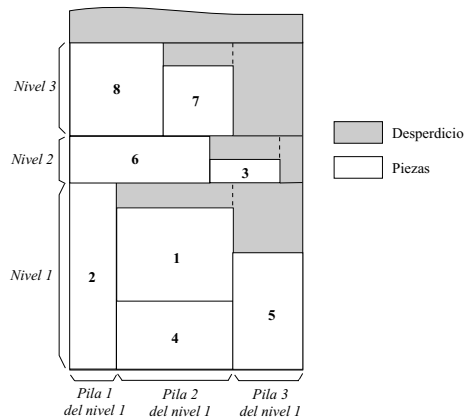 Nivel 3
8
7
Desperdicio
Nivel 2
6
3
Piezas
Nivel 1
2
1
5
4
Pila 1
del nivel 1
Pila 2
del nivel 1
Pila 3
del nivel 1